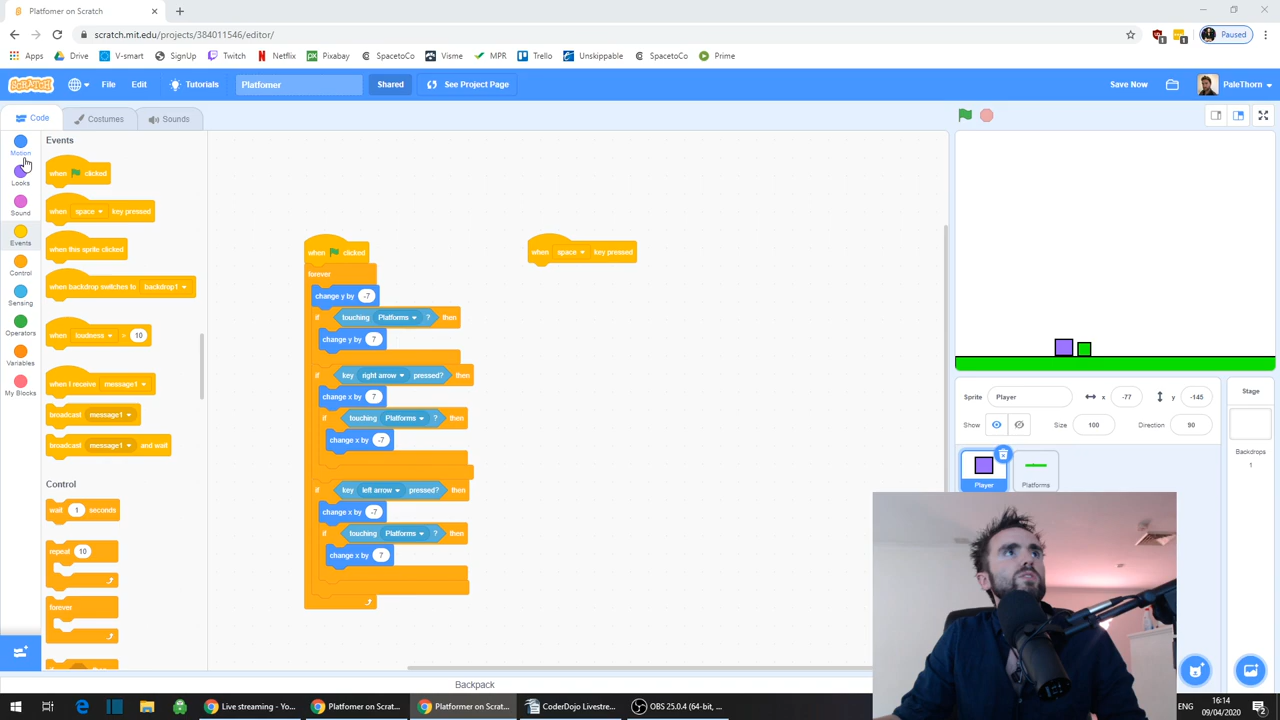 Platfomer on Scratch
scratch.mit.edu/projects/384011546/editor/
Paused
Apps Drive V-smart SignUp Twitch Netflix Pixabay SpacetoCo Visme MPR Trello Unskippable SpacetoCo Prime
SCRATCH File Edit Tutorials Platfomer Shared See Project Page Save Now PaleThorn
Code Costumes Sounds
Motion
Looks
Sound
Events
Control
Sensing
Operators
Variables
My Blocks
Events
when clicked
when space key pressed
when this sprite clicked
when backdrop switches to backdrop1
when loudness > 10
when I receive message1
broadcast message1
broadcast message1 and wait
Control
wait 1 seconds
repeat 10
forever
when clicked
forever
change y by -7
if touching Platforms ? then
change y by 7
if key right arrow pressed? then
change x by 7
if touching Platforms ? then
change x by -7
if key left arrow pressed? then
change x by -7
if touching Platforms ? then
change x by 7
when space key pressed
Sprite Player x -77 y -145
Show Size 100 Direction 90
Player
Platforms
Stage
Backdrops
1
Backpack
Live streaming - Yo...
Platfomer on Scrat...
Platfomer on Scrat...
CoderDojo Livestre...
OBS 25.0.4 (64-bit, ...
ENG
16:14
09/04/2020
2